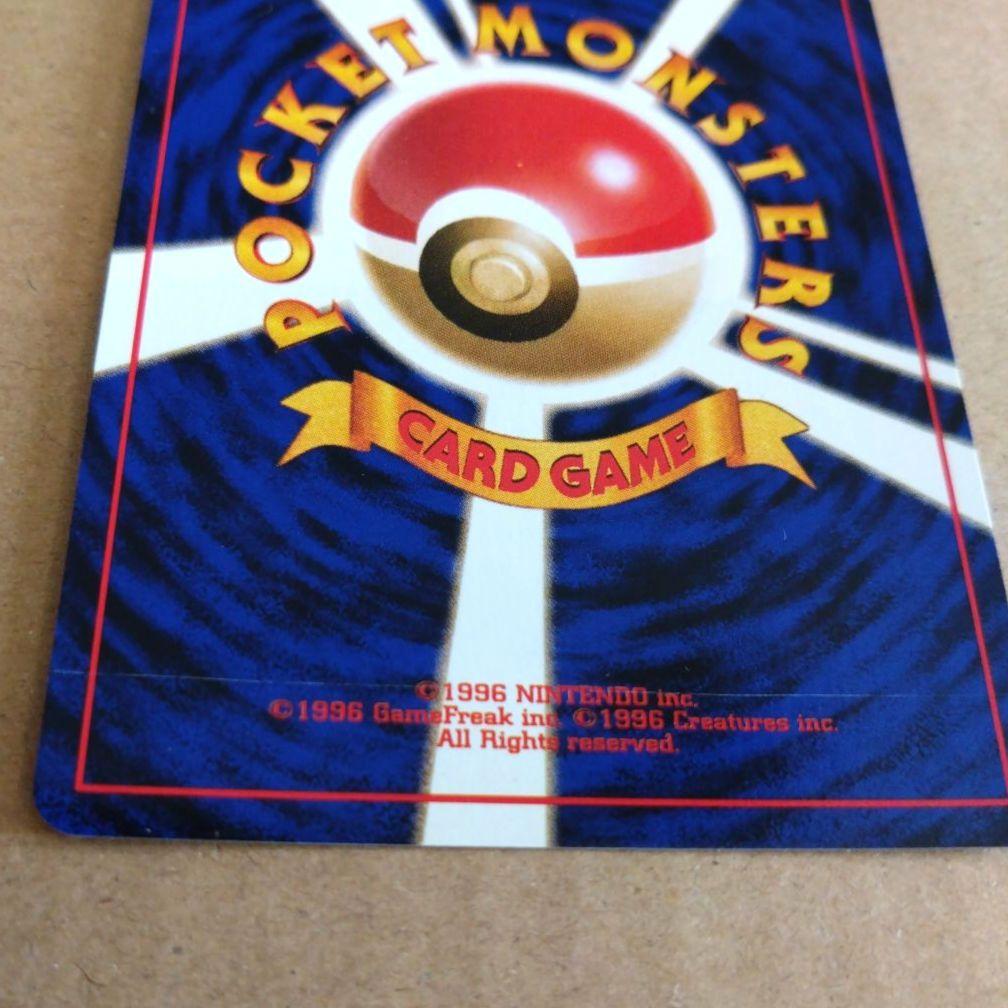 POCKET MONSTERS
CARD GAME
©1996 NINTENDO inc.
©1996 GameFreak inc. ©1996 Creatures inc.
All Rights reserved.